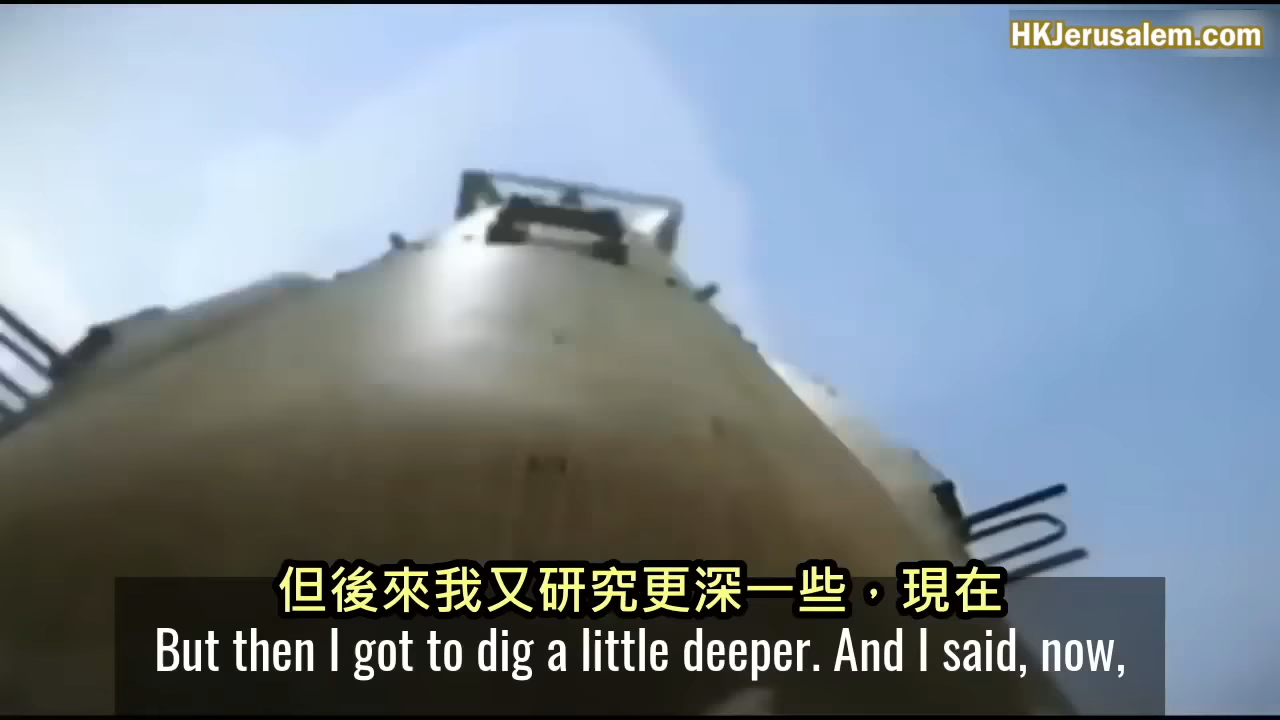 HKJerusalem.com
但後來我又研究更深一些，現在
But then I got to dig a little deeper. And I said, now,